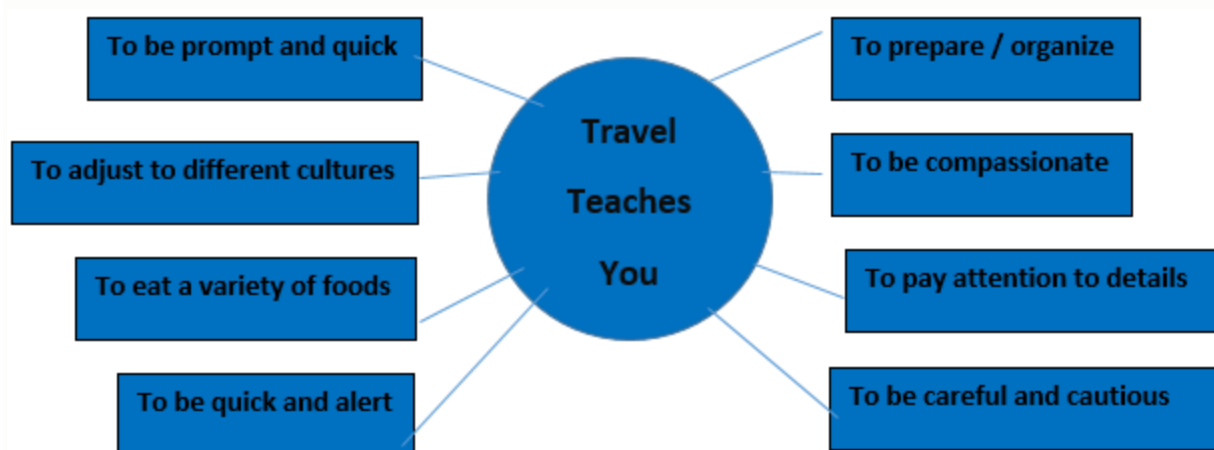 To be prompt and quick
To adjust to different cultures
To eat a variety of foods
To be quick and alert
Travel
Teaches
You
To prepare / organize
To be compassionate
To pay attention to details
To be careful and cautious